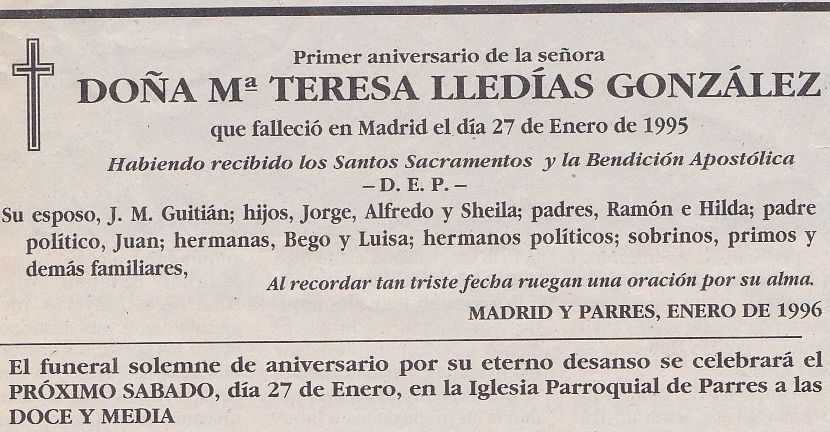 Primer aniversario de la señora
DOÑA Mª TERESA LLEDÍAS GONZÁLEZ
que falleció en Madrid el día 27 de Enero de 1995
Habiendo recibido los Santos Sacramentos y la Bendición Apostólica
– D. E. P. –
Su esposo, J. M. Guitián; hijos, Jorge, Alfredo y Sheila; padres, Ramón e Hilda; padre
político, Juan; hermanas, Bego y Luisa; hermanos políticos; sobrinos, primos y
demás familiares,
Al recordar tan triste fecha ruegan una oración por su alma.
MADRID Y PARRES, ENERO DE 1996
El funeral solemne de aniversario por su eterno desanso se celebrará el
PRÓXIMO SABADO, día 27 de Enero, en la Iglesia Parroquial de Parres a las
DOCE Y MEDIA